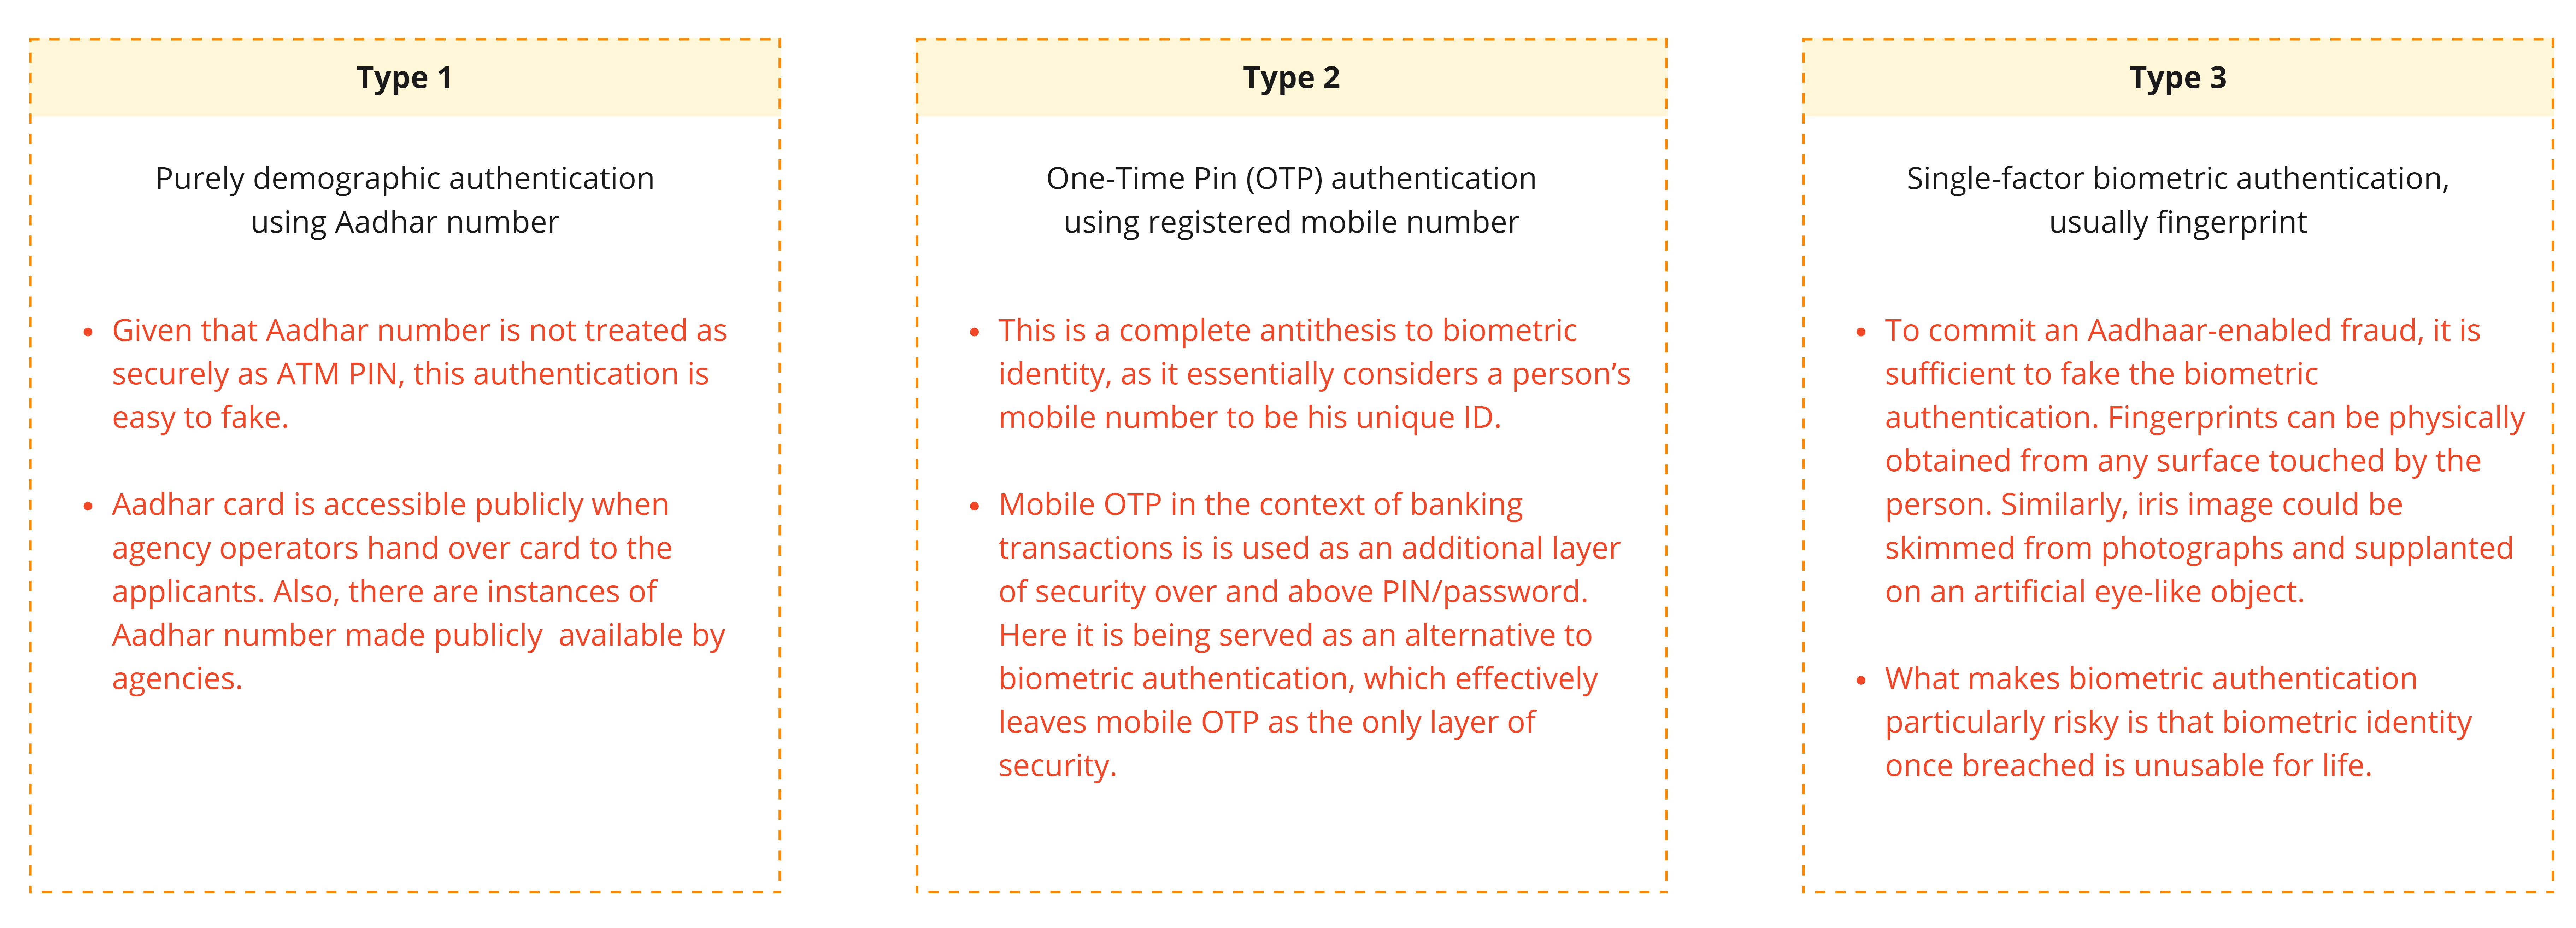 Type 1
Purely demographic authentication
using Aadhar number
• Given that Aadhar number is not treated as
securely as ATM PIN, this authentication is
easy to fake.
• Aadhar card is accessible publicly when
agency operators hand over card to the
applicants. Also, there are instances of
Aadhar number made publicly  available by
agencies.
Type 2
One-Time Pin (OTP) authentication
using registered mobile number
• This is a complete antithesis to biometric
identity, as it essentially considers a person’s
mobile number to be his unique ID.
• Mobile OTP in the context of banking
transactions is is used as an additional layer
of security over and above PIN/password.
Here it is being served as an alternative to
biometric authentication, which effectively
leaves mobile OTP as the only layer of
security.
Type 3
Single-factor biometric authentication,
usually fingerprint
• To commit an Aadhaar-enabled fraud, it is
sufficient to fake the biometric
authentication. Fingerprints can be physically
obtained from any surface touched by the
person. Similarly, iris image could be
skimmed from photographs and supplanted
on an artificial eye-like object.
• What makes biometric authentication
particularly risky is that biometric identity
once breached is unusable for life.